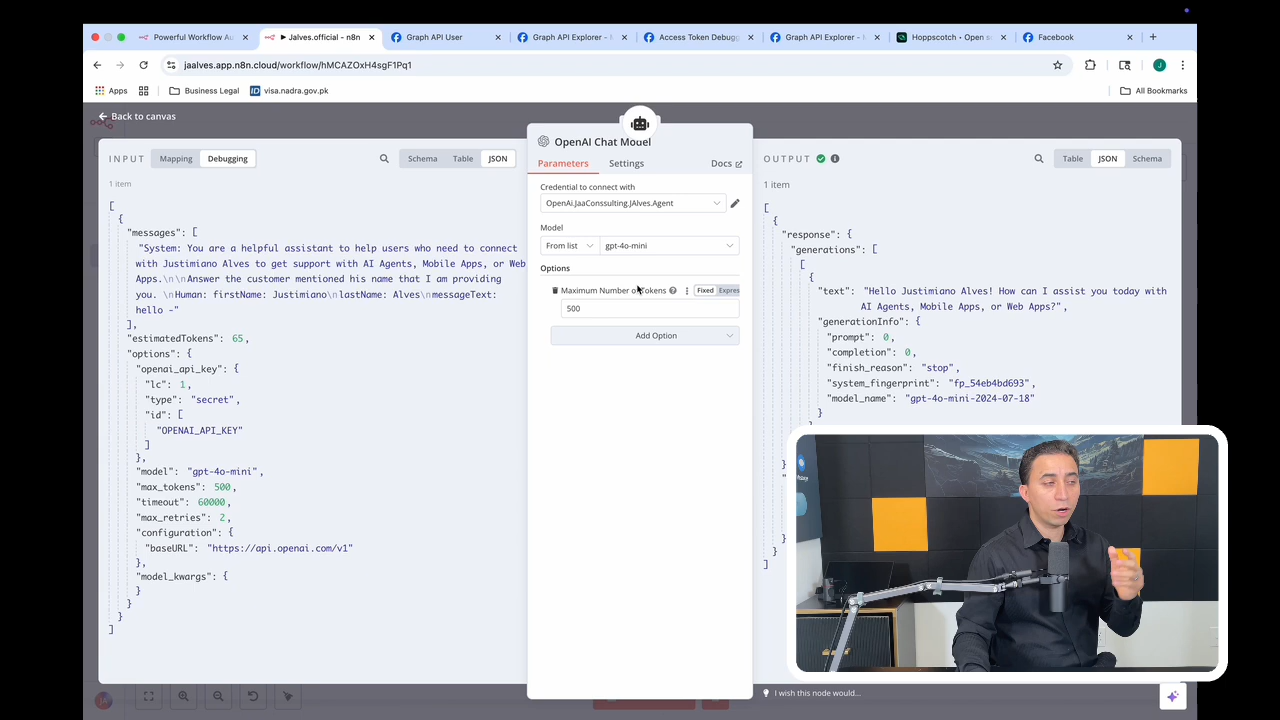 Powerful Workflow Au
▶ Jalves.official - n8n
Graph API User
Graph API Explorer - M
Access Token Debugg
Graph API Explorer - M
Hoppscotch • Open s
Facebook
jaalves.app.n8n.cloud/workflow/hMCAZOxH4sgF1Pq1
J
Apps
Business Legal
visa.nadra.gov.pk
All Bookmarks
Back to canvas
INPUT
Mapping
Debugging
Schema
Table
JSON
1 item
[
{
"messages": [
"System: You are a helpful assistant to help users who need to connect
with Justimiano Alves to get support with AI Agents, Mobile Apps, or Web
Apps.\n\nAnswer the customer mentioned his name that I am providing
you. \nHuman: firstName: Justimiano\nlastName: Alves\nmessageText:
hello -"
],
"estimatedTokens": 65,
"options": {
"openai_api_key": {
"lc": 1,
"type": "secret",
"id": [
"OPENAI_API_KEY"
]
},
"model": "gpt-4o-mini",
"max_tokens": 500,
"timeout": 60000,
"max_retries": 2,
"configuration": {
"baseURL": "https://api.openai.com/v1"
},
"model_kwargs": {
}
}
}
]
OpenAI Chat Model
Parameters
Settings
Docs
Credential to connect with
OpenAi.JaaConssulting.JAlves.Agent
Model
From list
gpt-4o-mini
Options
Maximum Number of Tokens
Fixed
Expres
500
Add Option
OUTPUT
Table
JSON
Schema
1 item
[
{
"response": {
"generations": [
[
{
"text": "Hello Justimiano Alves! How can I assist you today with
AI Agents, Mobile Apps, or Web Apps?",
"generationInfo": {
"prompt": 0,
"completion": 0,
"finish_reason": "stop",
"system_fingerprint": "fp_54eb4bd693",
"model_name": "gpt-4o-mini-2024-07-18"
}
}
"
}
}
]
I wish this node would...